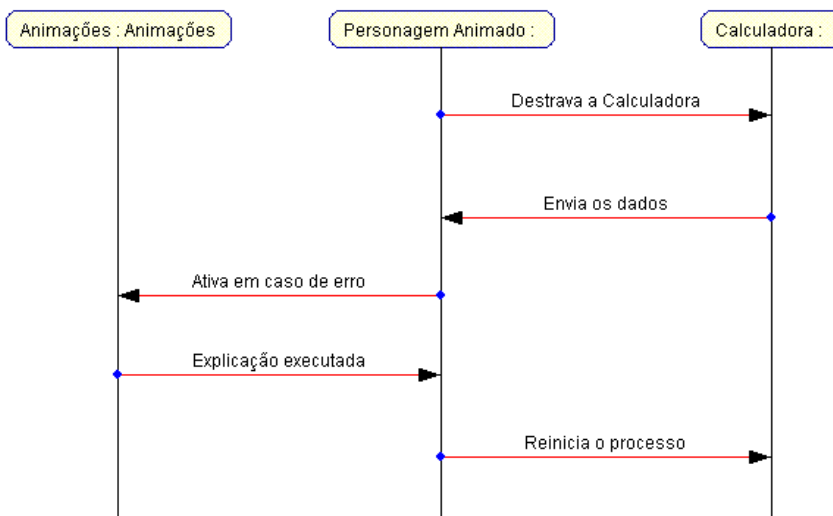 Animações : Animações
Personagem Animado :
Calculadora :
Destrava a Calculadora
Envia os dados
Ativa em caso de erro
Explicação executada
Reinicia o processo